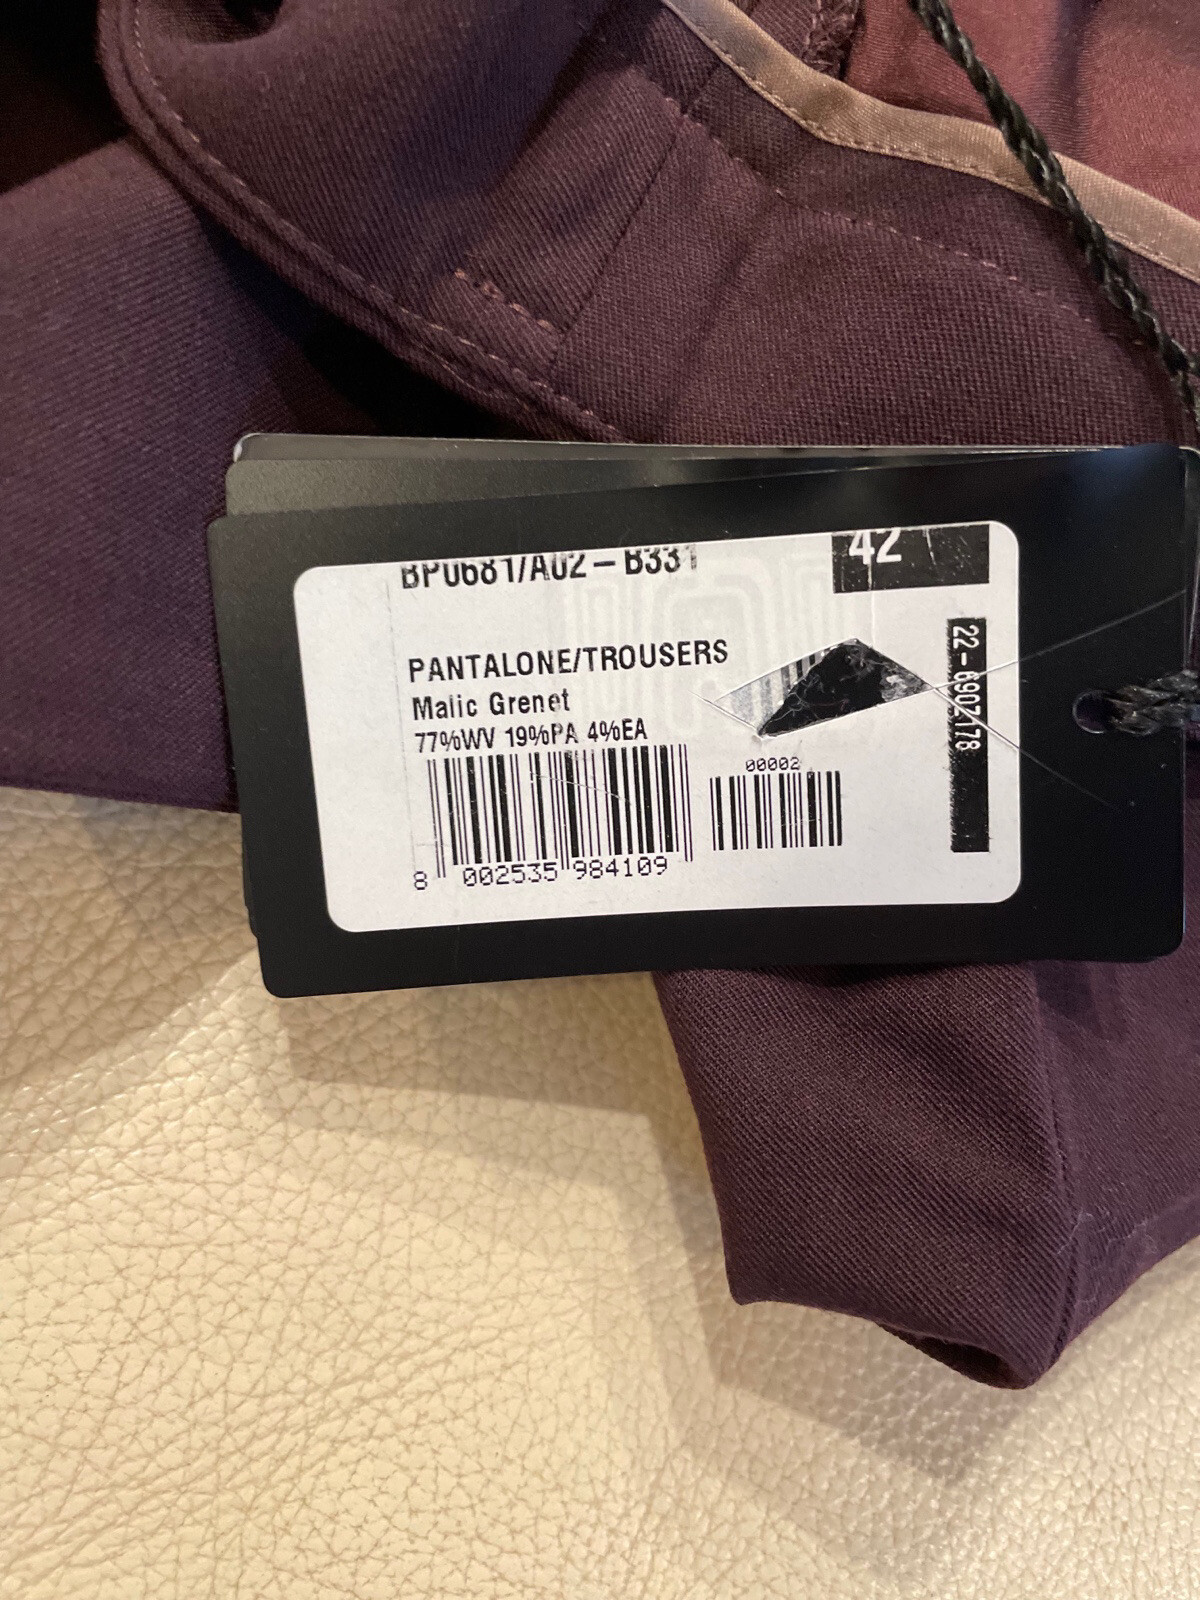 BP0681/A02-B331
42
PANTALONE/TROUSERS
Malic Grenet
77%WV 19%PA 4%EA
00002
8 002535 984109
22-6907178